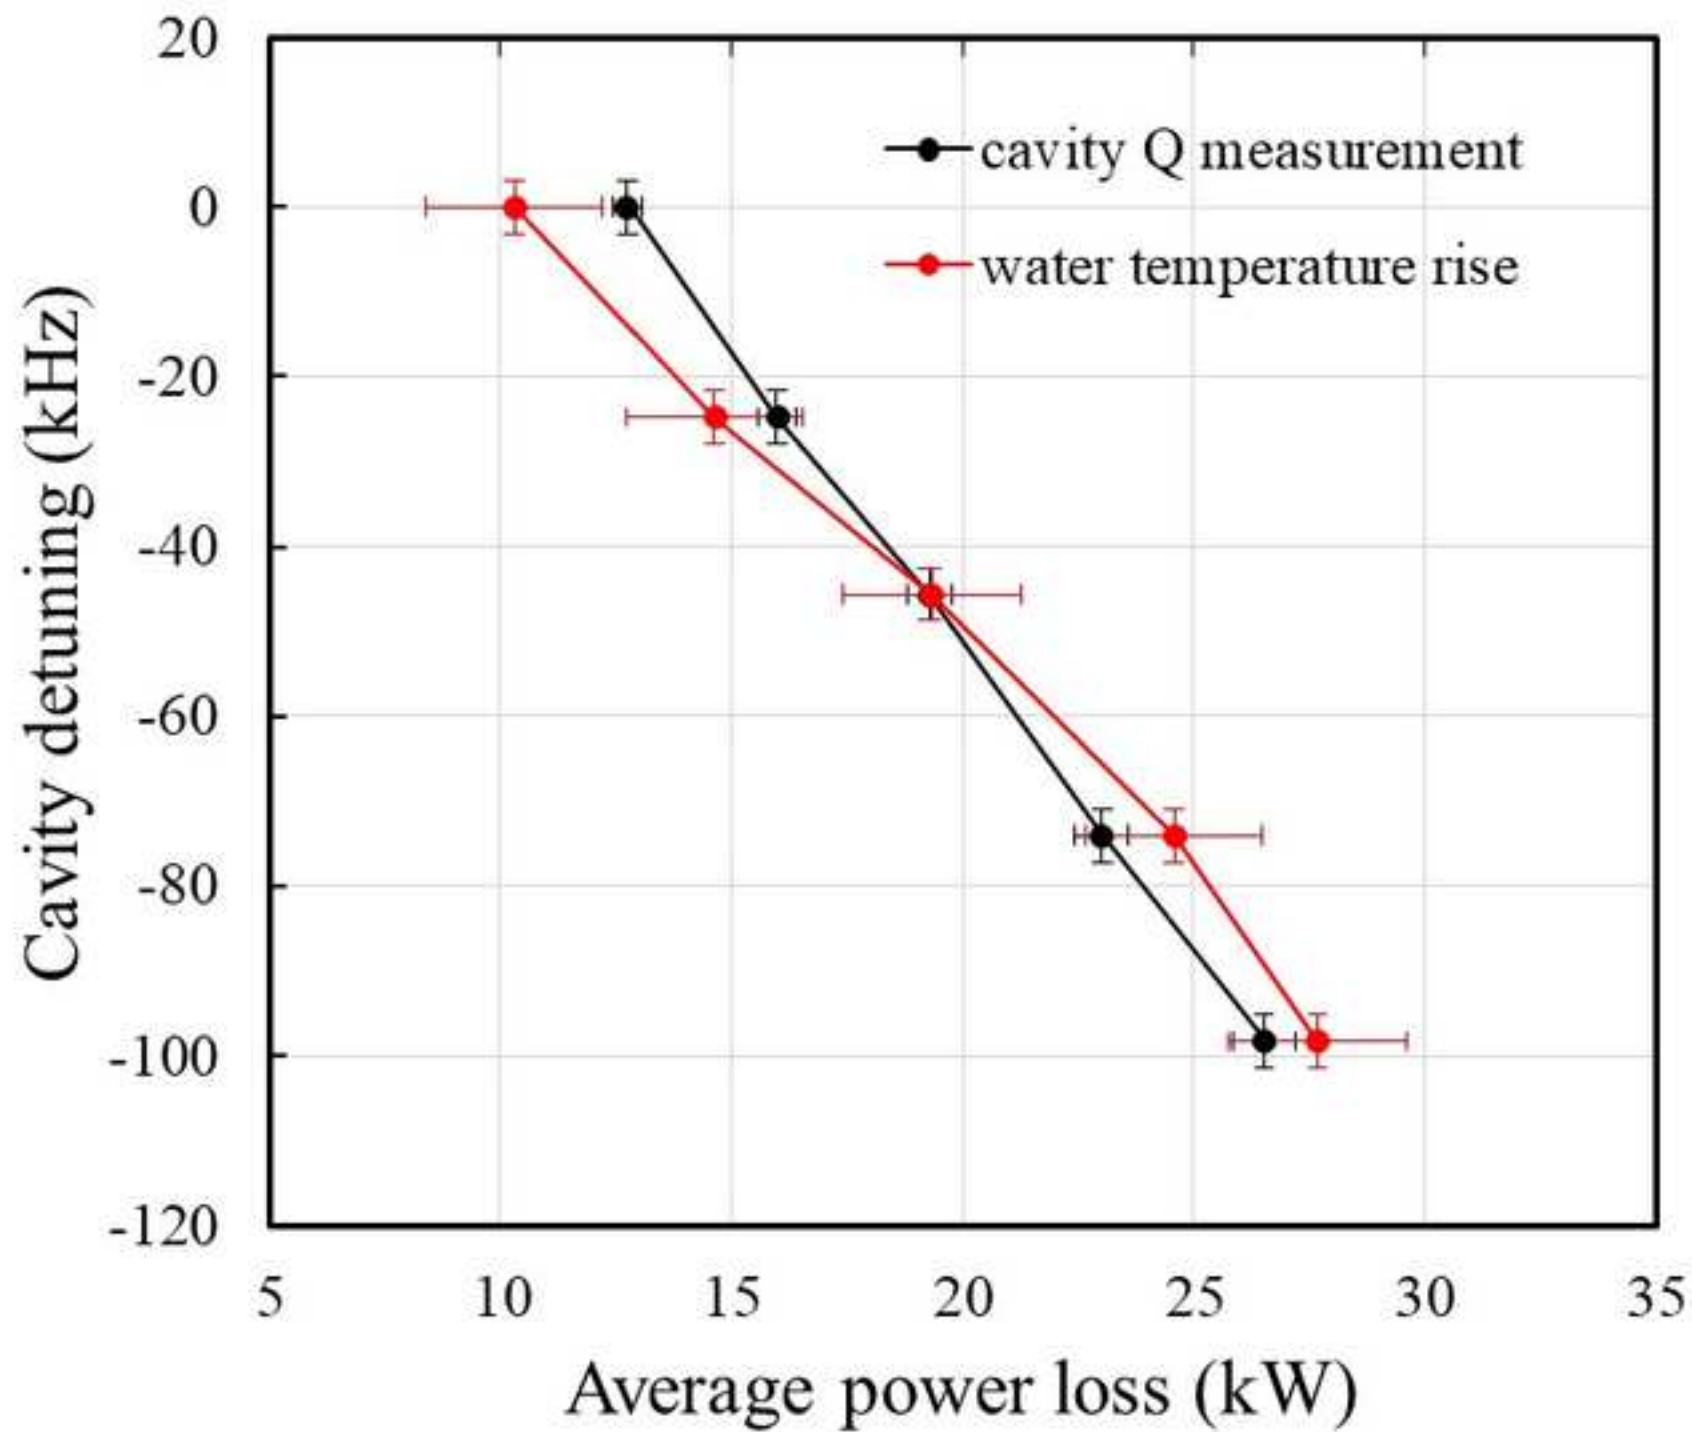 20
0
-20
-40
-60
-80
-100
-120
Cavity detuning (kHz)
cavity Q measurement
water temperature rise
5 10 15 20 25 30 35
Average power loss (kW)